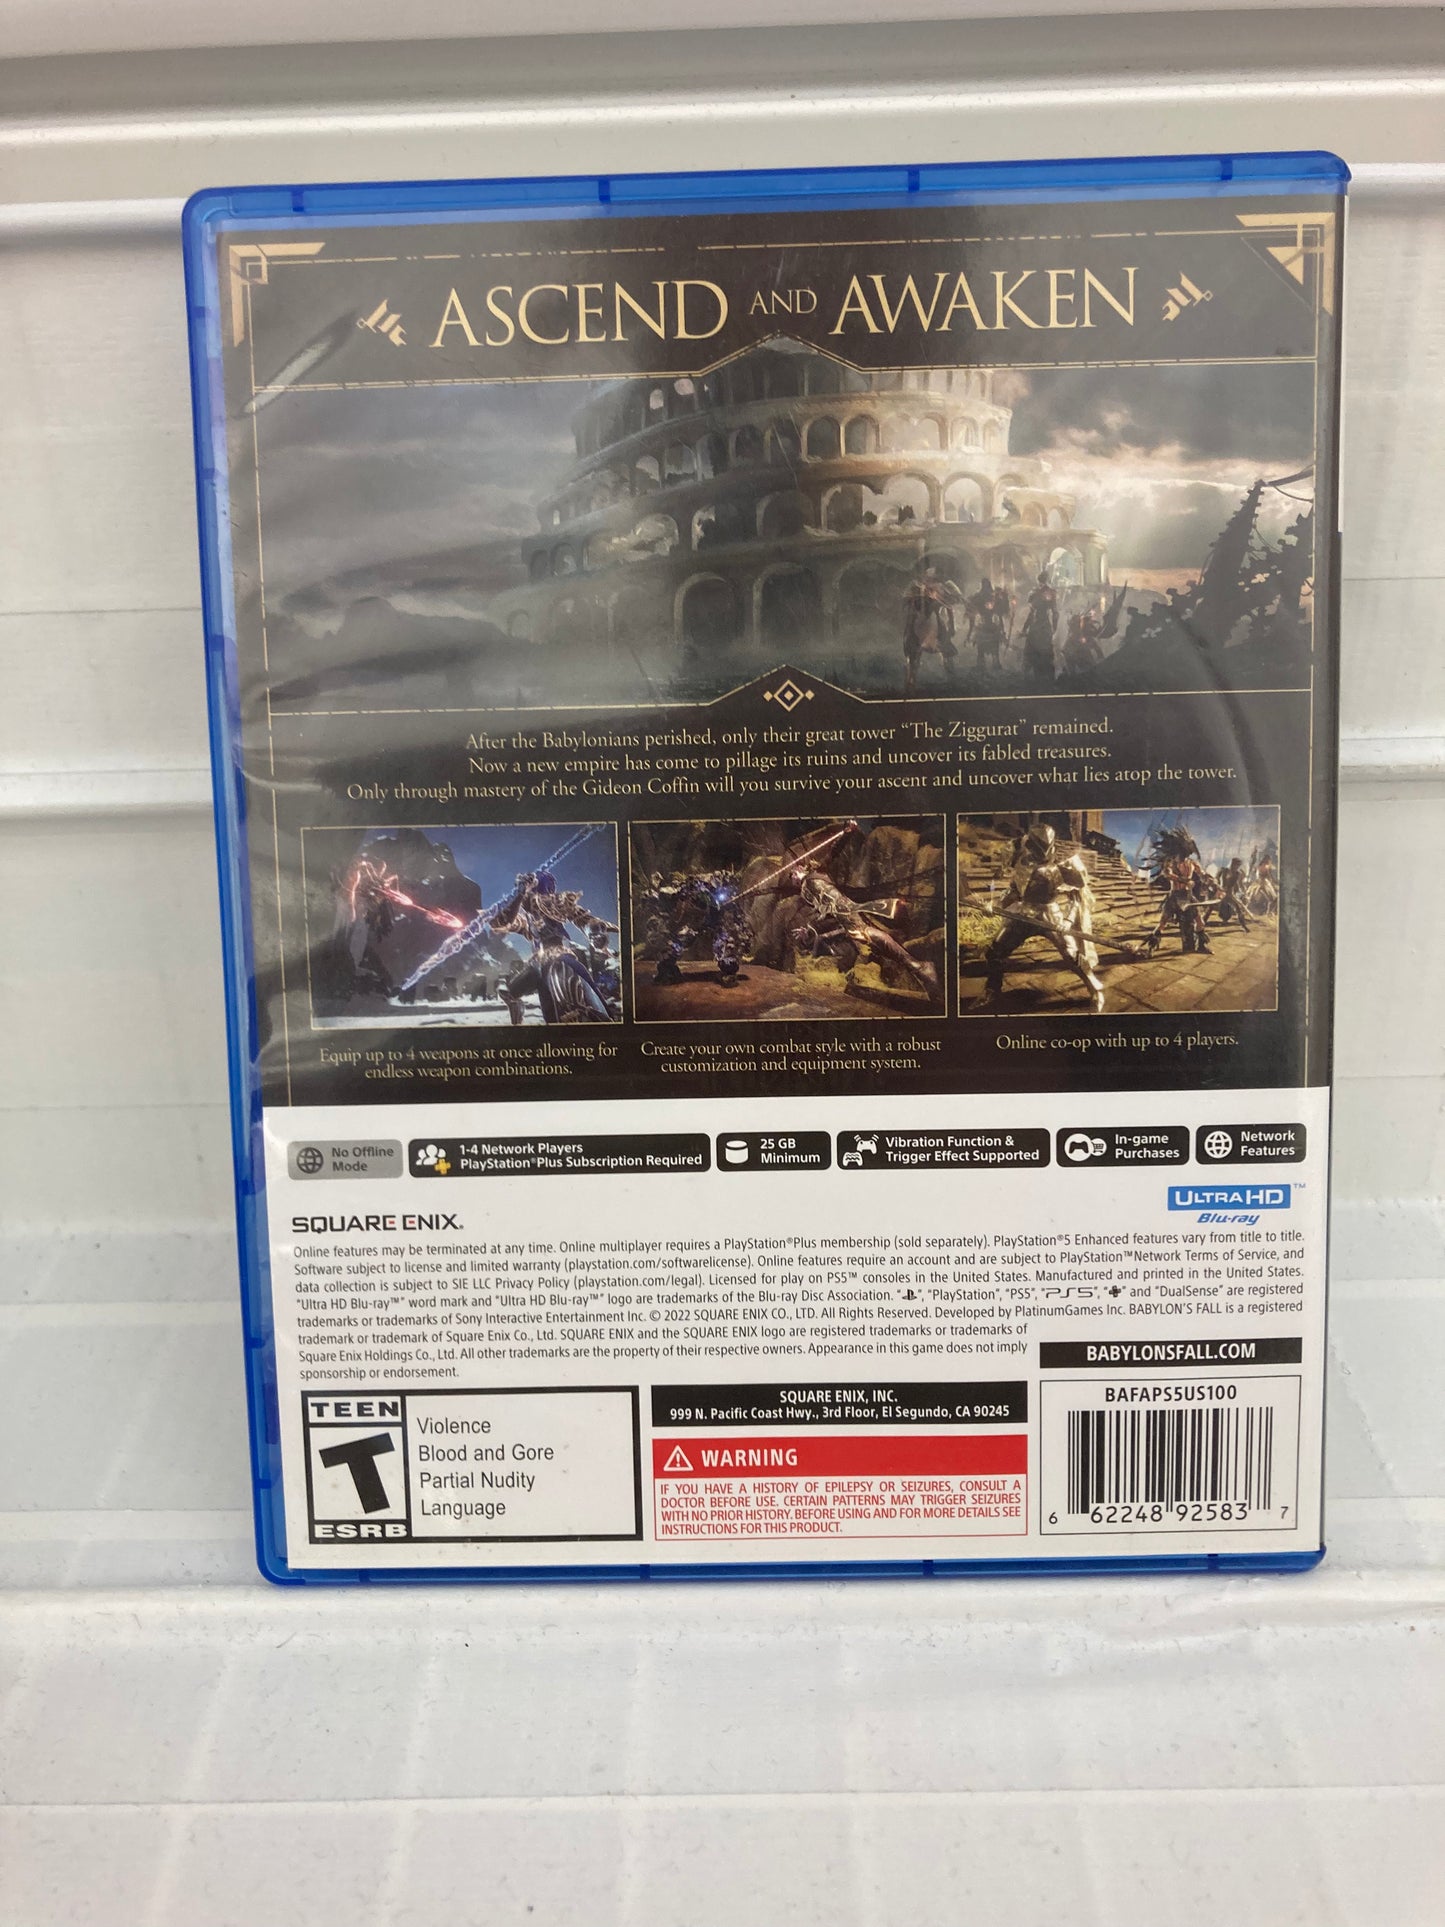 ASCEND AND AWAKEN
After the Babylonians perished, only their great tower “The Ziggurat” remained.
Now a new empire has come to pillage its ruins and uncover its fabled treasures.
Only through mastery of the Gideon Coffin will you survive your ascent and uncover what lies atop the tower.
Equip up to 4 weapons at once allowing for
endless weapon combinations.
Create your own combat style with a robust
customization and equipment system.
Online co-op with up to 4 players.
No Offline
Mode
1-4 Network Players
PlayStation®Plus Subscription Required
25 GB
Minimum
Vibration Function &
Trigger Effect Supported
In-game
Purchases
Network
Features
ULTRA HD™
Blu-ray
SQUARE ENIX®
Online features may be terminated at any time. Online multiplayer requires a PlayStation®Plus membership (sold separately). PlayStation®5 Enhanced features vary from title to title.
Software subject to license and limited warranty (playstation.com/softwarelicense). Online features require an account and are subject to PlayStation™Network Terms of Service, and
data collection is subject to SIE LLC Privacy Policy (playstation.com/legal). Licensed for play on PS5™ consoles in the United States. Manufactured and printed in the United States.
"Ultra HD Blu-ray™" word mark and "Ultra HD Blu-ray™" logo are trademarks of the Blu-ray Disc Association. "", "PlayStation", "PS5", "PS5", "" and "DualSense" are registered
trademarks or trademarks of Sony Interactive Entertainment Inc. © 2022 SQUARE ENIX CO., LTD. All Rights Reserved. Developed by PlatinumGames Inc. BABYLON'S FALL is a registered
trademark or trademark of Square Enix Co., Ltd. SQUARE ENIX and the SQUARE ENIX logo are registered trademarks or trademarks of
Square Enix Holdings Co., Ltd. All other trademarks are the property of their respective owners. Appearance in this game does not imply
sponsorship or endorsement.
BABYLONSFALL.COM
TEEN
T
ESRB
Violence
Blood and Gore
Partial Nudity
Language
SQUARE ENIX, INC.
999 N. Pacific Coast Hwy., 3rd Floor, El Segundo, CA 90245
WARNING
IF YOU HAVE A HISTORY OF EPILEPSY OR SEIZURES, CONSULT A
DOCTOR BEFORE USE. CERTAIN PATTERNS MAY TRIGGER SEIZURES
WITH NO PRIOR HISTORY. BEFORE USING AND FOR MORE DETAILS SEE
INSTRUCTIONS FOR THIS PRODUCT.
BAFAPS5US100
6 62248 92583 7